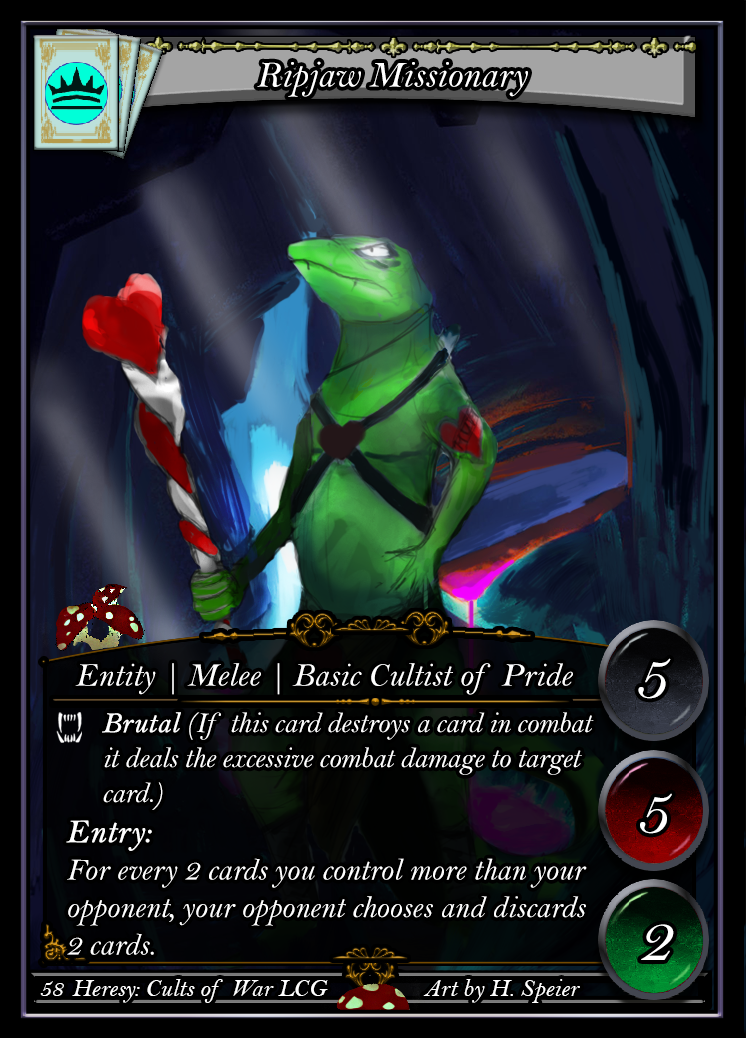 Ripjaw Missionary
Entity | Melee | Basic Cultist of Pride
5
Brutal (If this card destroys a card in combat
it deals the excessive combat damage to target
card.)
5
Entry:
For every 2 cards you control more than your
opponent, your opponent chooses and discards
2 cards.
2
58 Heresy: Cults of War LCG
Art by H. Speier